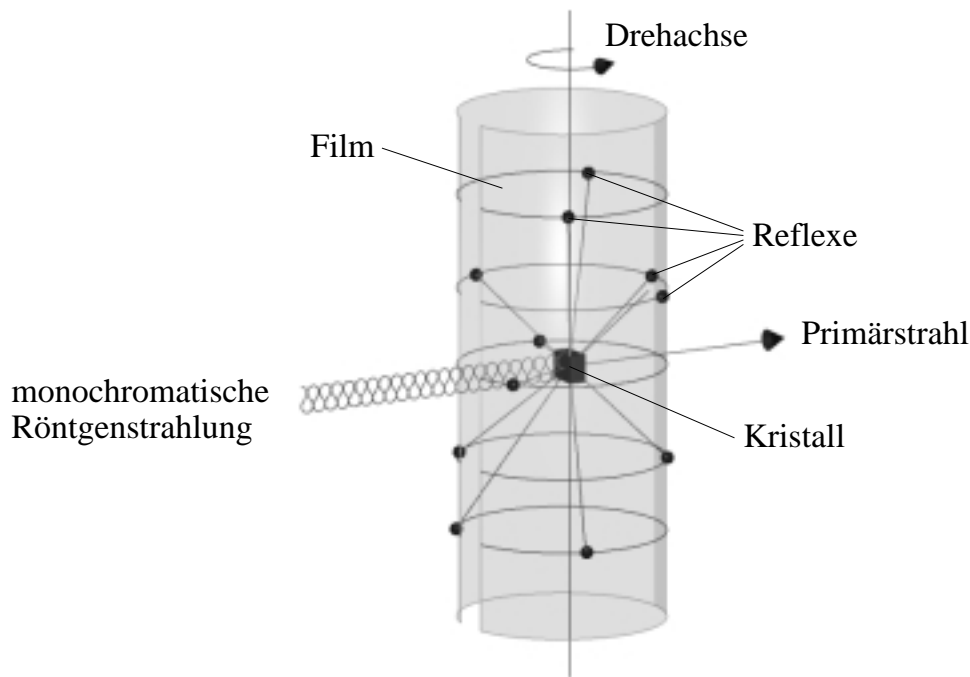 Drehachse
Film
Reflexe
Primärstrahl
monochromatische
Röntgenstrahlung
Kristall